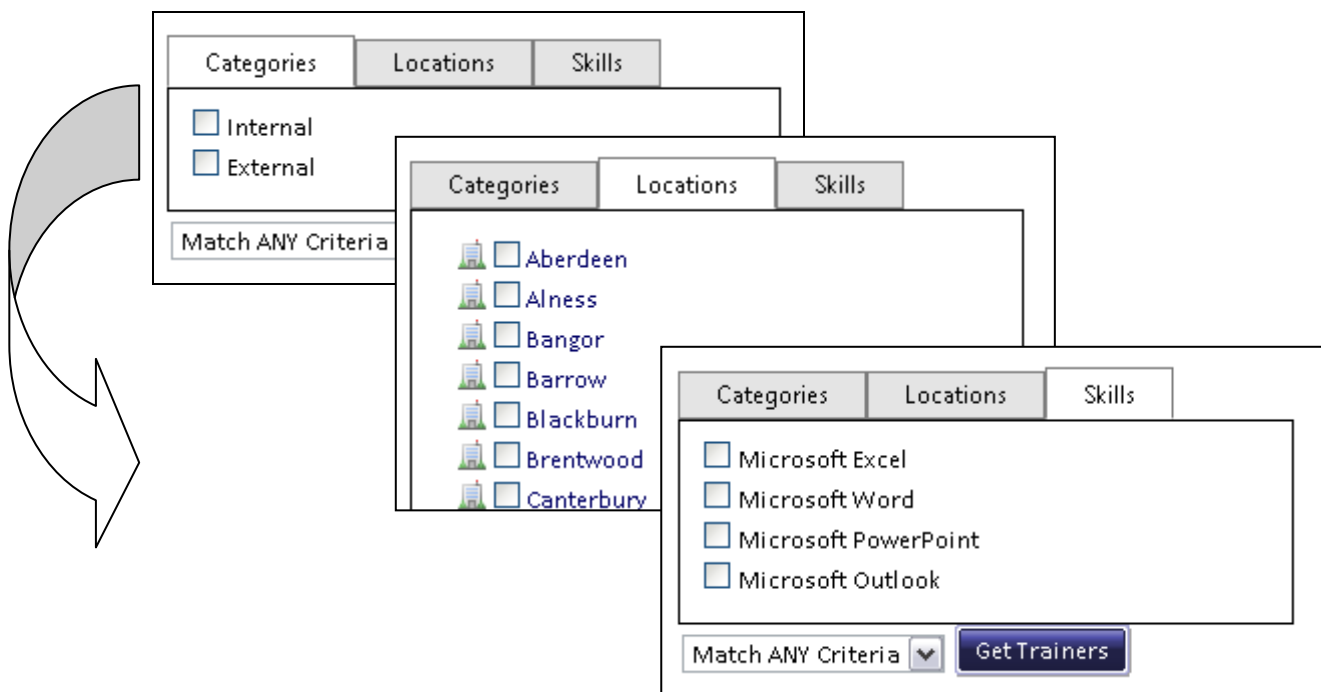 Categories Locations Skills
Internal
External
Match ANY Criteria
Categories Locations Skills
Aberdeen
Alness
Bangor
Barrow
Blackburn
Brentwood
Canterbury
Categories Locations Skills
Microsoft Excel
Microsoft Word
Microsoft PowerPoint
Microsoft Outlook
Match ANY Criteria Get Trainers